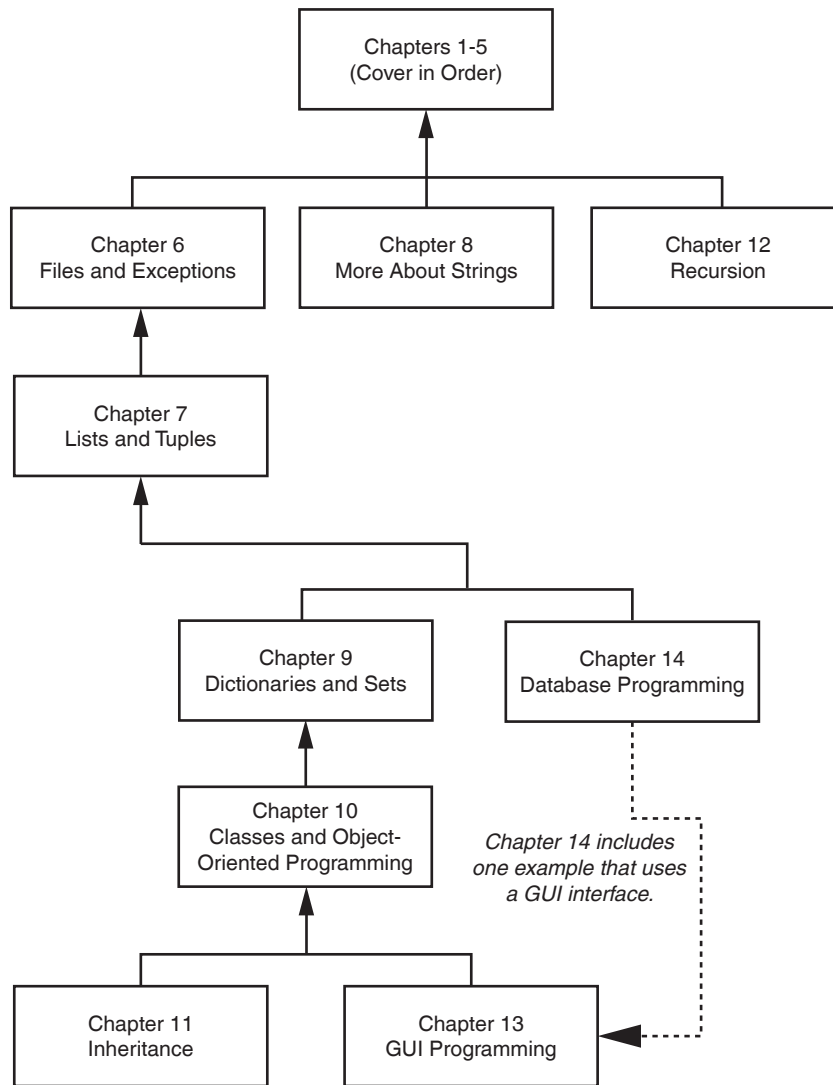 Chapters 1-5
(Cover in Order)
Chapter 6
Files and Exceptions
Chapter 8
More About Strings
Chapter 12
Recursion
Chapter 7
Lists and Tuples
Chapter 9
Dictionaries and Sets
Chapter 14
Database Programming
Chapter 10
Classes and Object-
Oriented Programming
Chapter 14 includes
one example that uses
a GUI interface.
Chapter 11
Inheritance
Chapter 13
GUI Programming